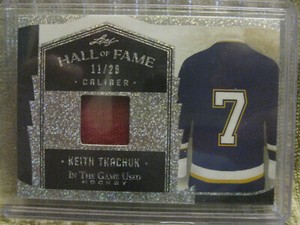 Leaf
HALL OF FAME
11/25
CALIBER
7
KEITH TKACHUK
IN THE GAME USED
HOCKEY